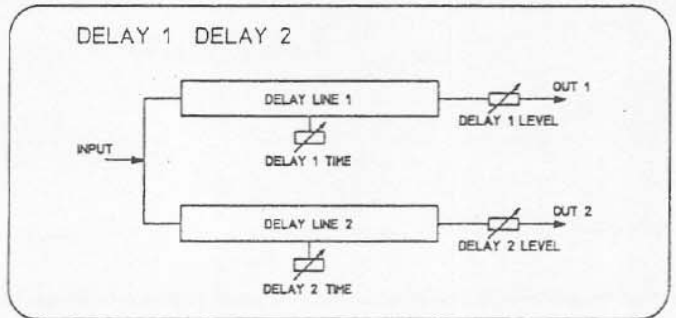 DELAY 1 DELAY 2
OUT 1
DELAY LINE 1
DELAY 1 LEVEL
INPUT
DELAY 1 TIME
OUT 2
DELAY LINE 2
DELAY 2 LEVEL
DELAY 2 TIME